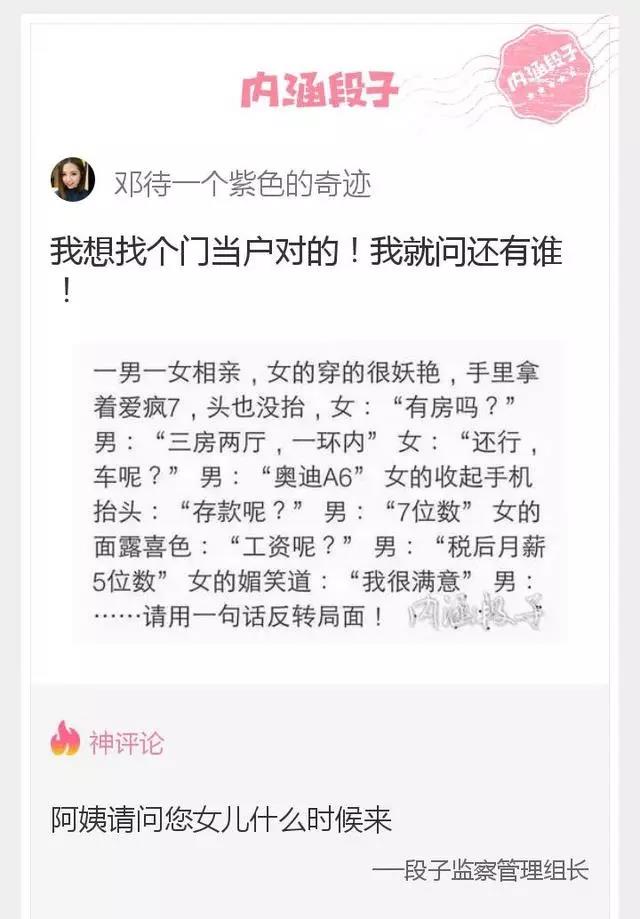 内涵段子
内涵段子
邓待一个紫色的奇迹
我想找个门当户对的！我就问还有谁
！
一男一女相亲，女的穿的很妖艳，手里拿
着爱疯7，头也没抬，女：“有房吗？”
男：“三房两厅，一环内” 女：“还行，
车呢？” 男：“奥迪A6” 女的收起手机
抬头：“存款呢？” 男：“7位数” 女的
面露喜色：“工资呢？” 男：“税后月薪
5位数” 女的媚笑道：“我很满意” 男：
……请用一句话反转局面！ 内涵段子
神评论
阿姨请问您女儿什么时候来
——段子监察管理组长